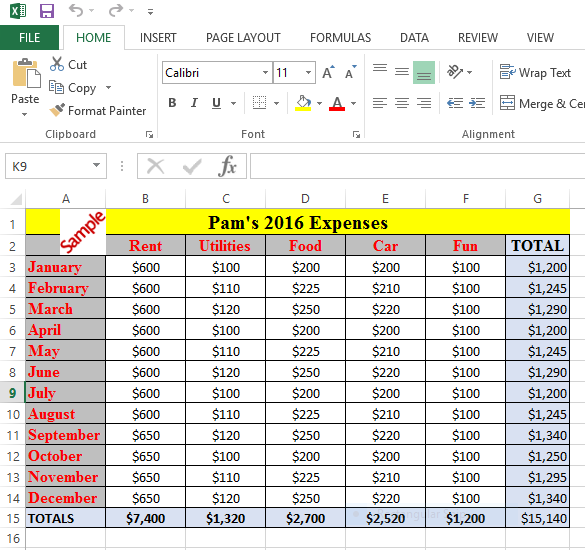 FILE HOME INSERT PAGE LAYOUT FORMULAS DATA REVIEW VIEW
Cut
Copy
Format Painter
Paste
Clipboard
Calibri 11 A A
B I U A
Font
Wrap Text
Merge & Ce
Alignment
K9 fx
A B C D E F G
Sample
1 Pam's 2016 Expenses
2 Rent Utilities Food Car Fun TOTAL
3 January $600 $100 $200 $200 $100 $1,200
4 February $600 $110 $225 $210 $100 $1,245
5 March $600 $120 $250 $220 $100 $1,290
6 April $600 $100 $200 $200 $100 $1,200
7 May $600 $110 $225 $210 $100 $1,245
8 June $600 $120 $250 $220 $100 $1,290
9 July $600 $100 $200 $200 $100 $1,200
10 August $600 $110 $225 $210 $100 $1,245
11 September $650 $120 $250 $220 $100 $1,340
12 October $650 $100 $200 $200 $100 $1,250
13 November $650 $110 $225 $210 $100 $1,295
14 December $650 $120 $250 $220 $100 $1,340
15 TOTALS $7,400 $1,320 $2,700 $2,520 $1,200 $15,140
16